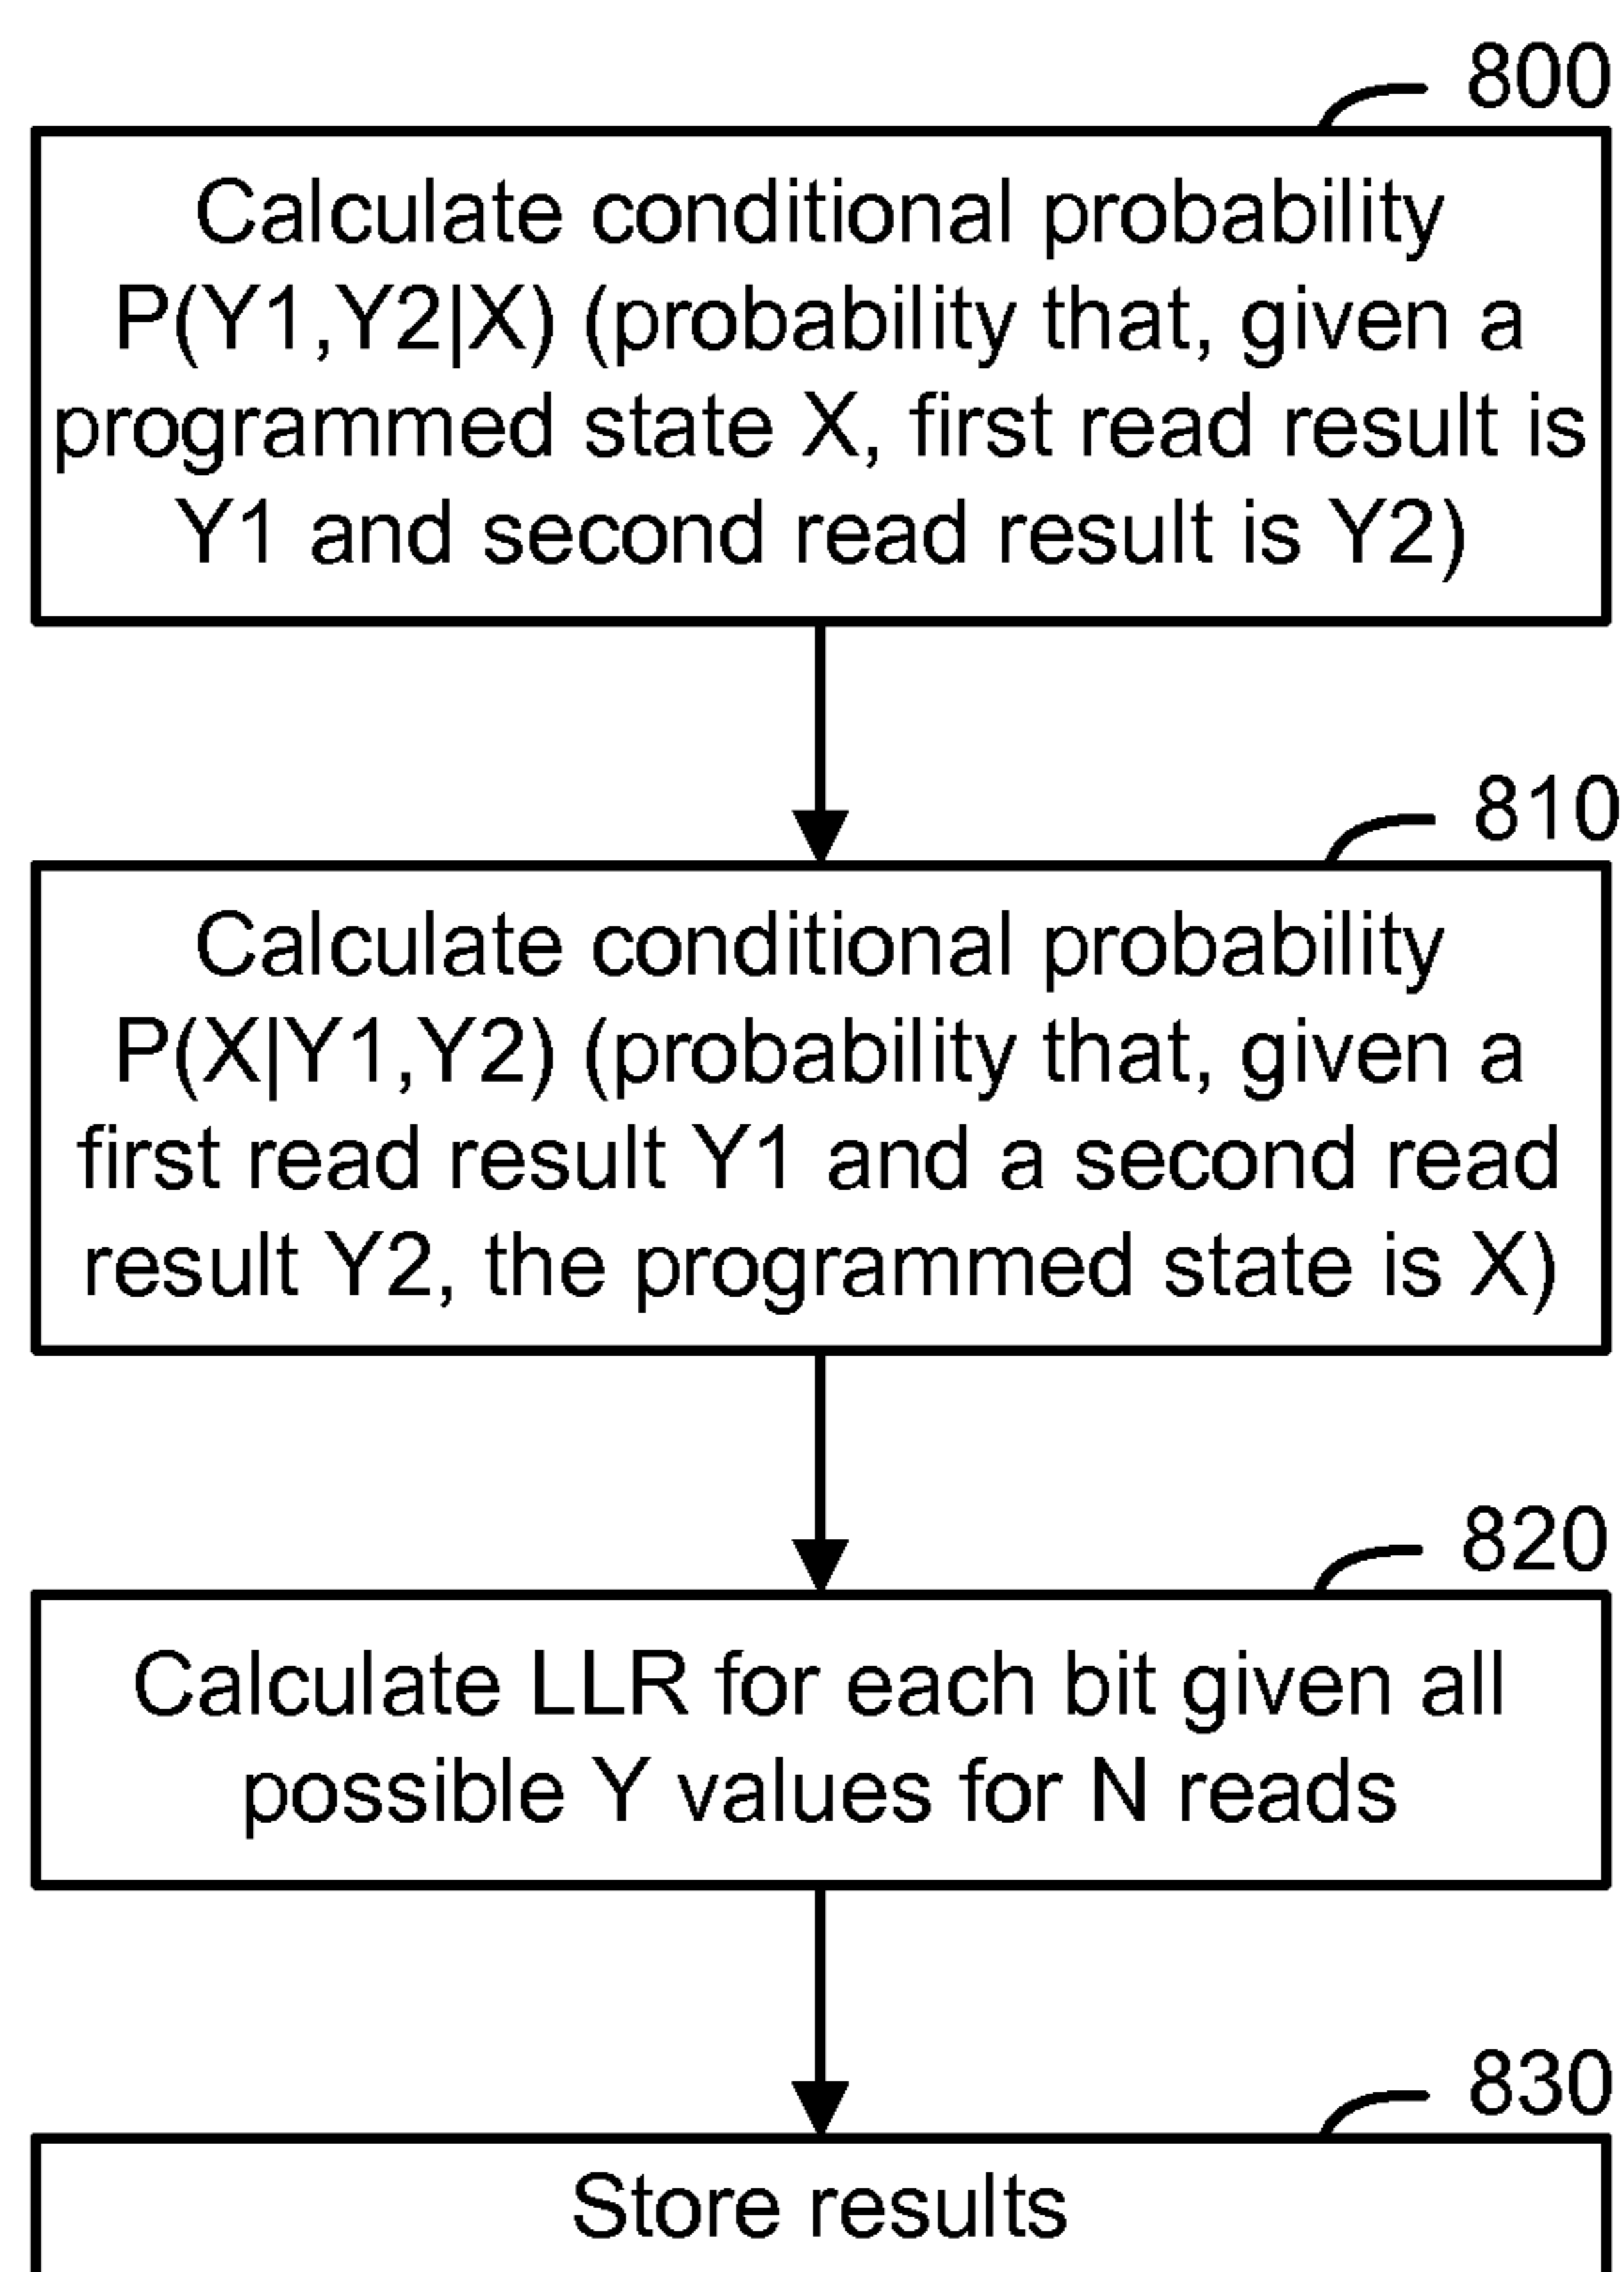 800
Calculate conditional probability
P(Y1,Y2|X) (probability that, given a
programmed state X, first read result is
Y1 and second read result is Y2)
810
Calculate conditional probability
P(X|Y1,Y2) (probability that, given a
first read result Y1 and a second read
result Y2, the programmed state is X)
820
Calculate LLR for each bit given all
possible Y values for N reads
830
Store results